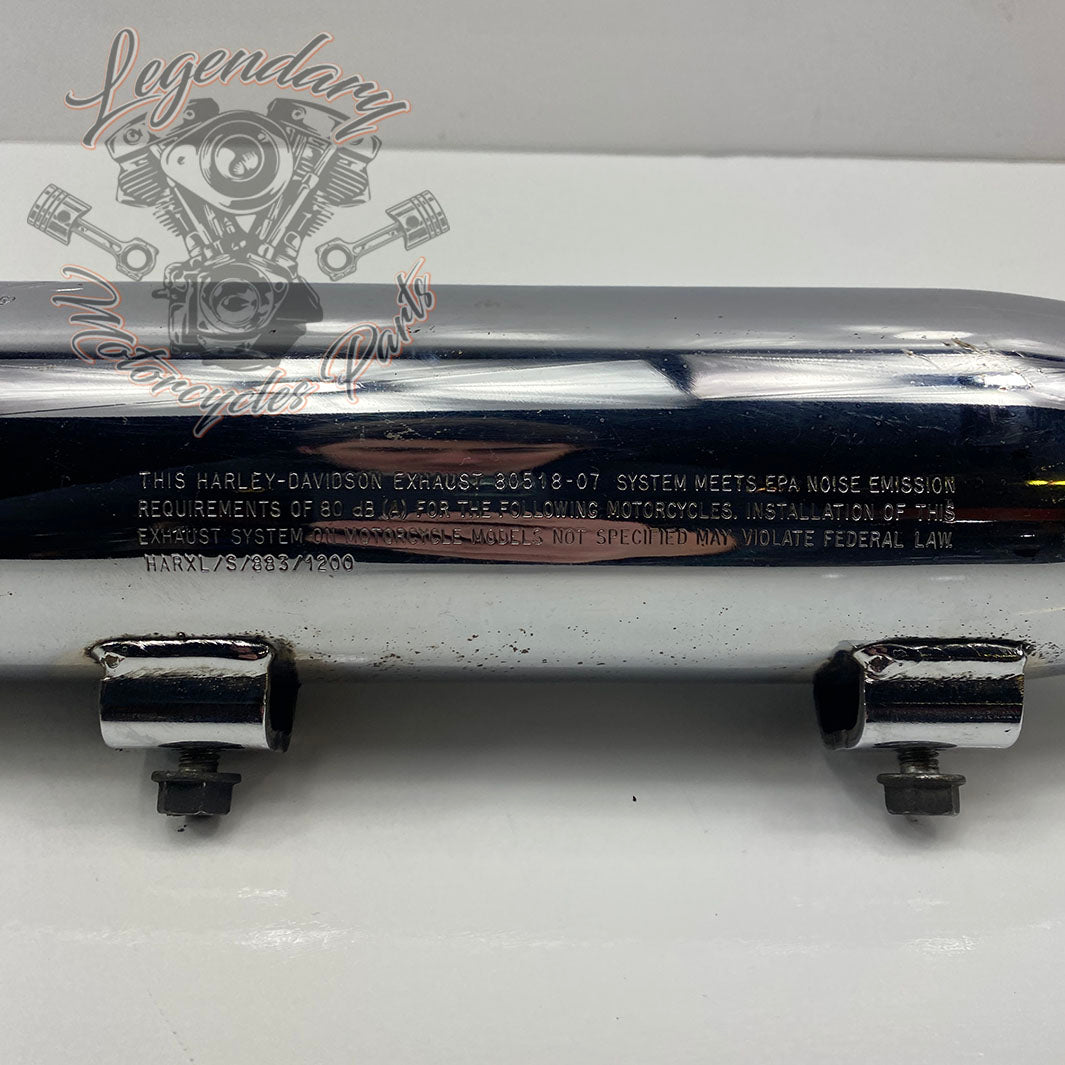 Legendary
Motorcycles Parts
THIS HARLEY-DAVIDSON EXHAUST 80518-07 SYSTEM MEETS EPA NOISE EMISSION
REQUIREMENTS OF 80 dB (A) FOR THE FOLLOWING MOTORCYCLES. INSTALLATION OF THIS
EXHAUST SYSTEM ON MOTORCYCLE MODELS NOT SPECIFIED MAY VIOLATE FEDERAL LAW.
HARXL/S/883/1200